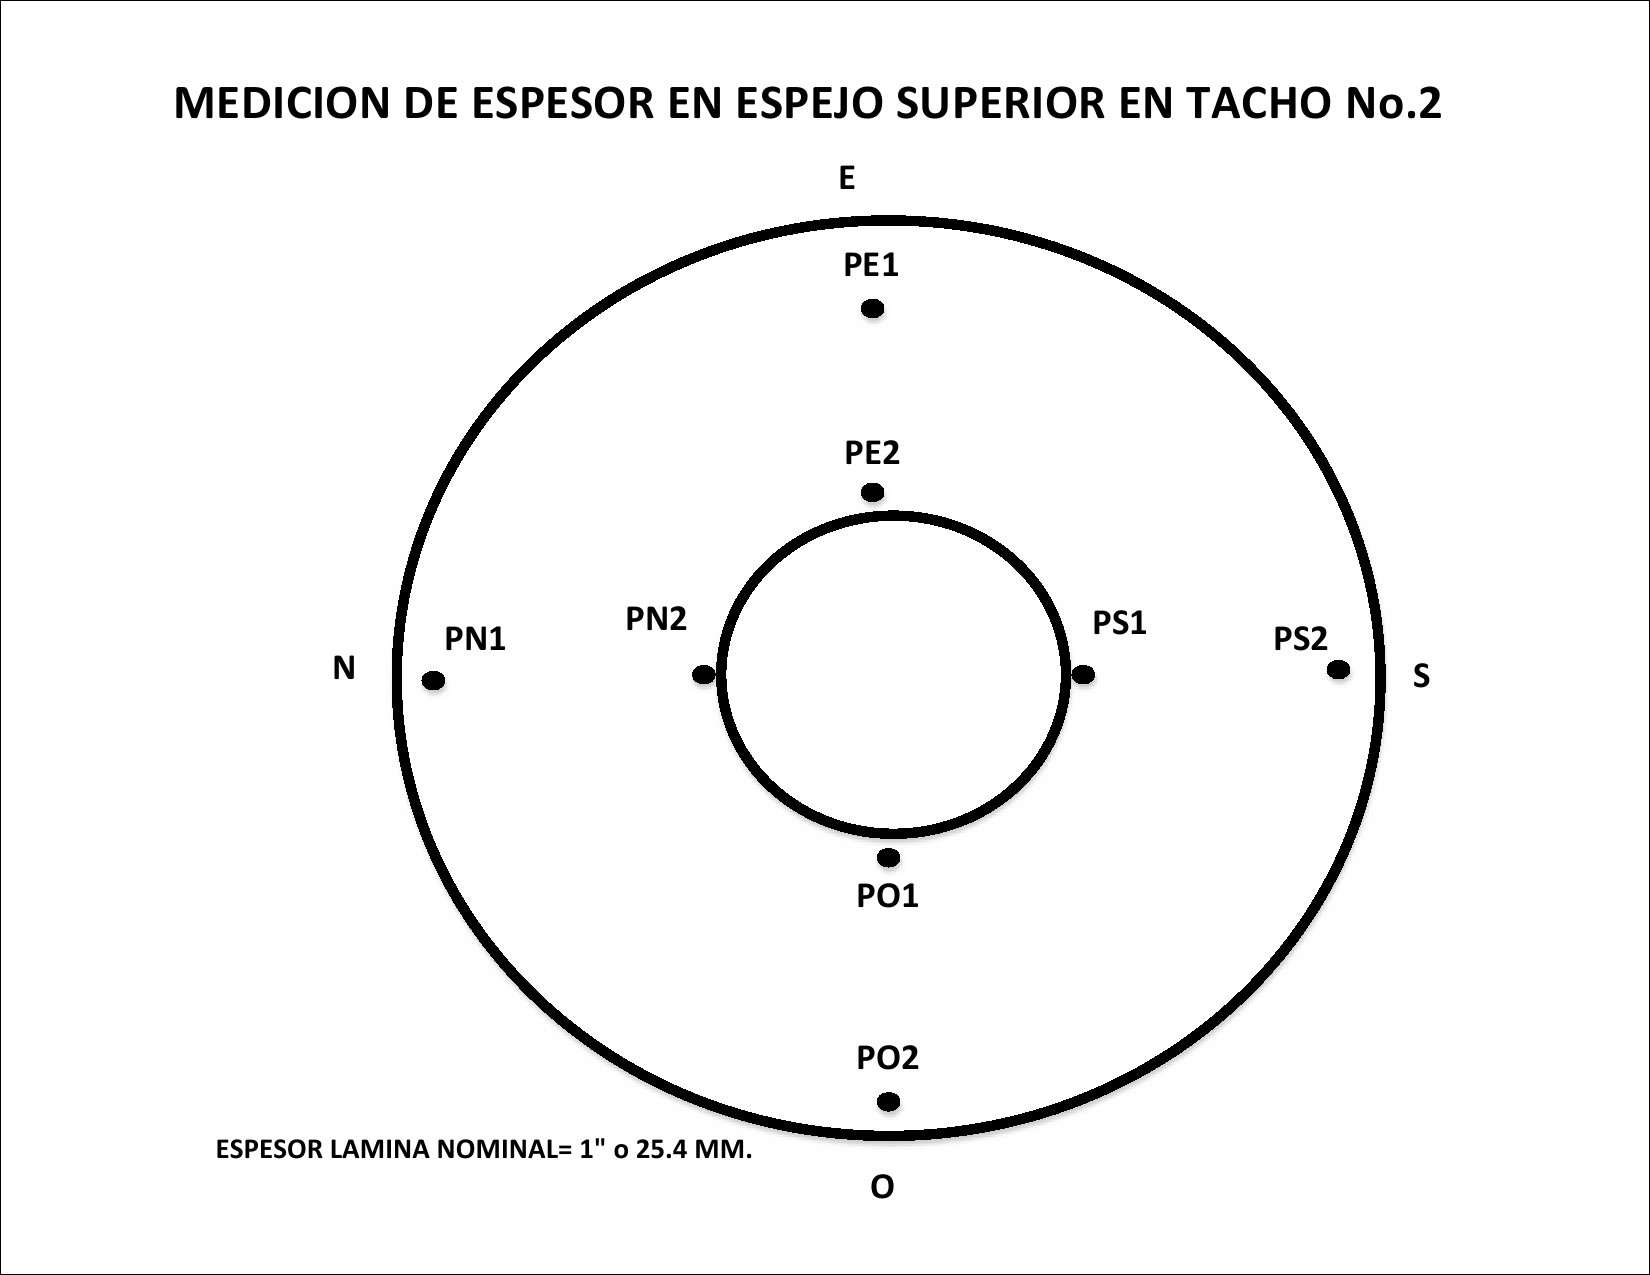 MEDICION DE ESPESOR EN ESPEJO SUPERIOR EN TACHO No.2
E
PE1
PE2
PN2
PS1
PN1
PS2
N
S
PO1
PO2
ESPESOR LAMINA NOMINAL= 1" o 25.4 MM.
O